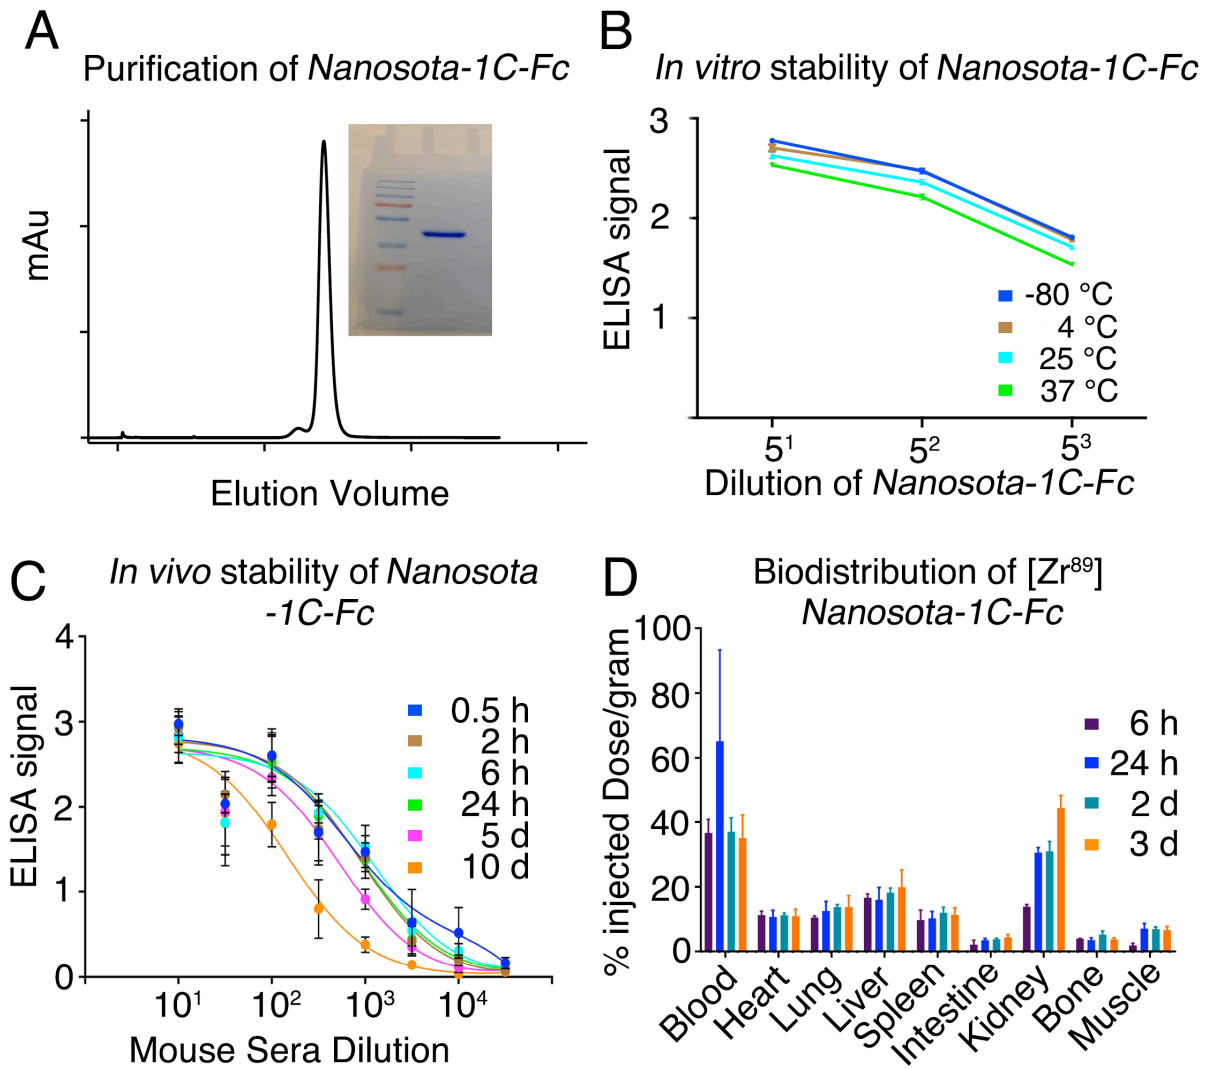 A
Purification of Nanosota-1C-Fc
mAu
Elution Volume
B
In vitro stability of Nanosota-1C-Fc
ELISA signal
3
2
1
-80 °C
4 °C
25 °C
37 °C
5¹ 5² 5³
Dilution of Nanosota-1C-Fc
C
In vivo stability of Nanosota
-1C-Fc
ELISA signal
4
3
2
1
0
0.5 h
2 h
6 h
24 h
5 d
10 d
10¹ 10² 10³ 10⁴
Mouse Sera Dilution
D
Biodistribution of [Zr⁸⁹]
Nanosota-1C-Fc
% injected Dose/gram
100
80
60
40
20
0
6 h
24 h
2 d
3 d
Blood
Heart
Lung
Liver
Spleen
Intestine
Kidney
Bone
Muscle